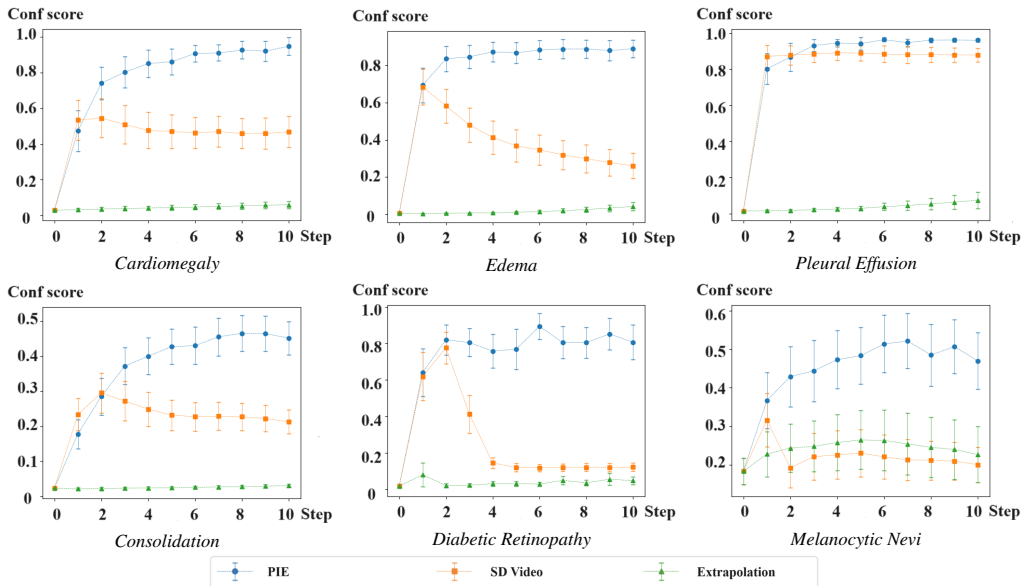 Conf score
1.0
0.8
0.6
0.4
0.2
0
0 2 4 6 8 10 Step
Cardiomegaly
Conf score
1.0
0.8
0.6
0.4
0.2
0
0 2 4 6 8 10 Step
Edema
Conf score
1.0
0.8
0.6
0.4
0.2
0
0 2 4 6 8 10 Step
Pleural Effusion
Conf score
0.5
0.4
0.3
0.2
0.1
0
0 2 4 6 8 10 Step
Consolidation
Conf score
1.0
0.8
0.6
0.4
0.2
0
0 2 4 6 8 10 Step
Diabetic Retinopathy
Conf score
0.6
0.5
0.4
0.3
0.2
0 2 4 6 8 10 Step
Melanocytic Nevi
PIE SD Video Extrapolation